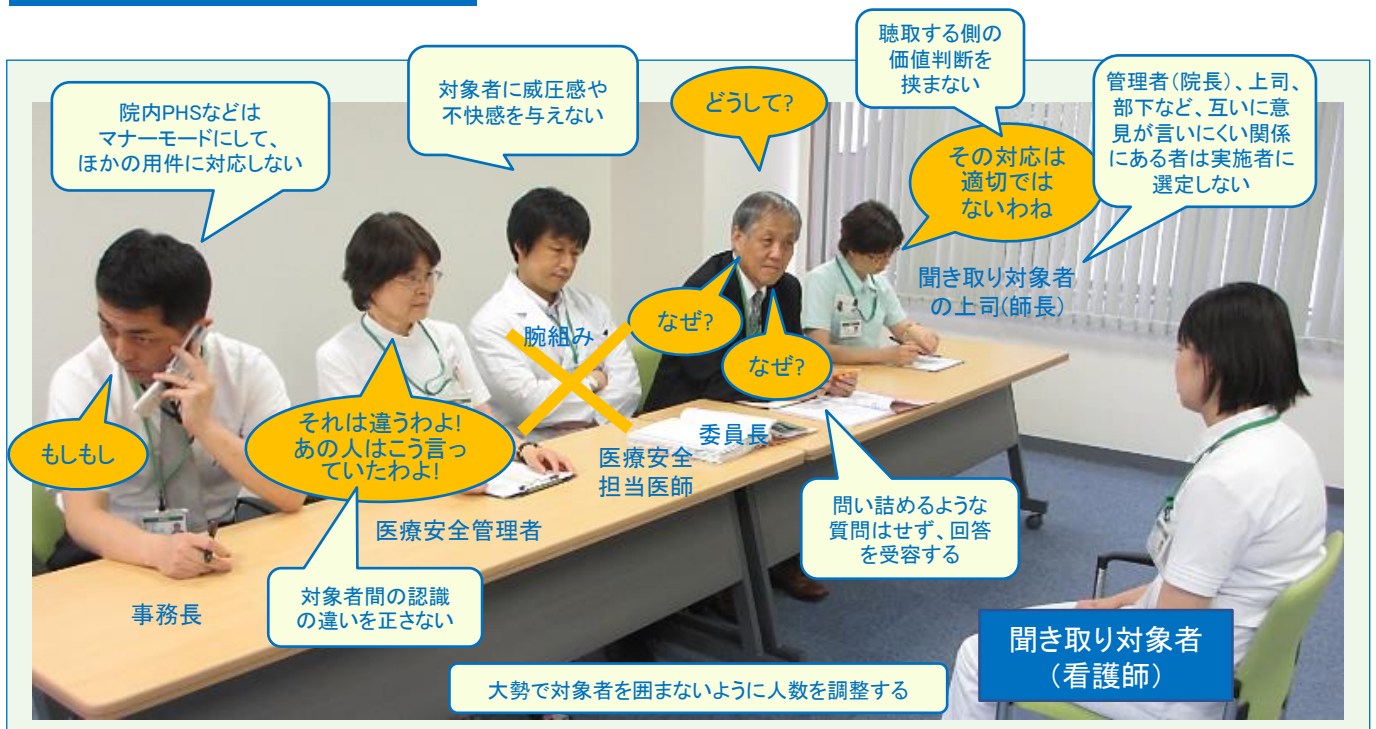 院内PHSなどは
マナーモードにして、
ほかの用件に対応しない
対象者に威圧感や
不快感を与えない
どうして?
聴取する側の
価値判断を
挟まない
管理者(院長)、上司、
部下など、互いに意
見が言いにくい関係
にある者は実施者に
選定しない
その対応は
適切では
ないわね
聞き取り対象者
の上司(師長)
なぜ?
なぜ?
腕組み
もしもし
それは違うわよ!
あの人はこう言っ
ていたわよ!
委員長
医療安全
担当医師
医療安全管理者
問い詰めるような
質問はせず、回答
を受容する
対象者間の認識
の違いを正さない
事務長
聞き取り対象者
(看護師)
大勢で対象者を囲まないように人数を調整する